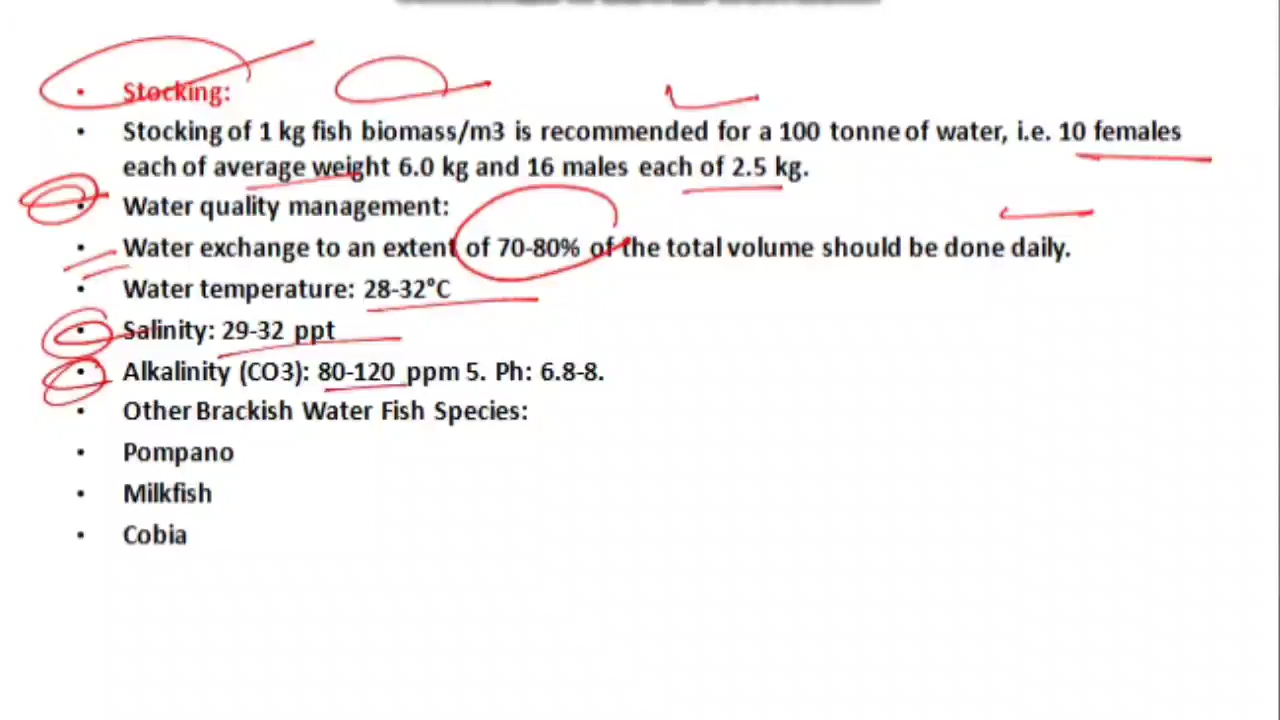 • Stocking:
• Stocking of 1 kg fish biomass/m3 is recommended for a 100 tonne of water, i.e. 10 females
each of average weight 6.0 kg and 16 males each of 2.5 kg.
• Water quality management:
• Water exchange to an extent of 70-80% of the total volume should be done daily.
• Water temperature: 28-32°C
• Salinity: 29-32 ppt
• Alkalinity (CO3): 80-120 ppm 5. Ph: 6.8-8.
• Other Brackish Water Fish Species:
• Pompano
• Milkfish
• Cobia